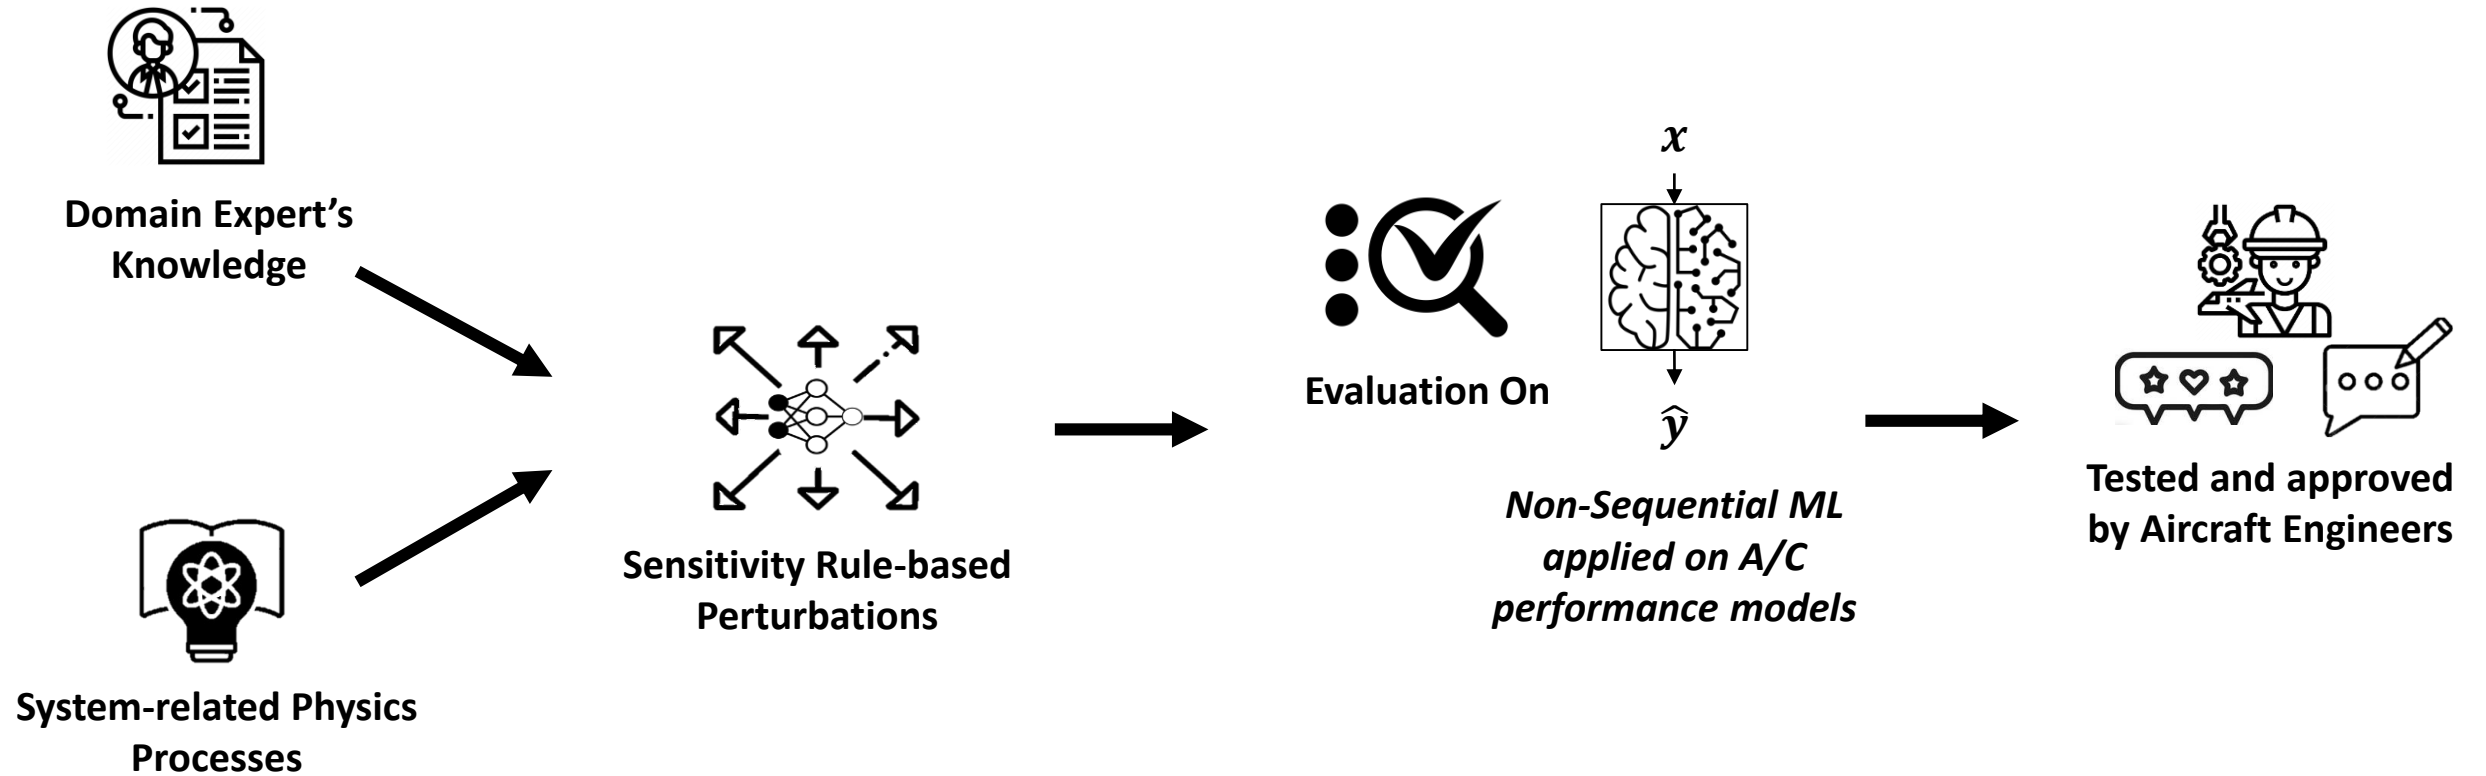 Domain Expert’s
Knowledge
System-related Physics
Processes
Sensitivity Rule-based
Perturbations
Evaluation On
x
ŷ
Non-Sequential ML
applied on A/C
performance models
Tested and approved
by Aircraft Engineers